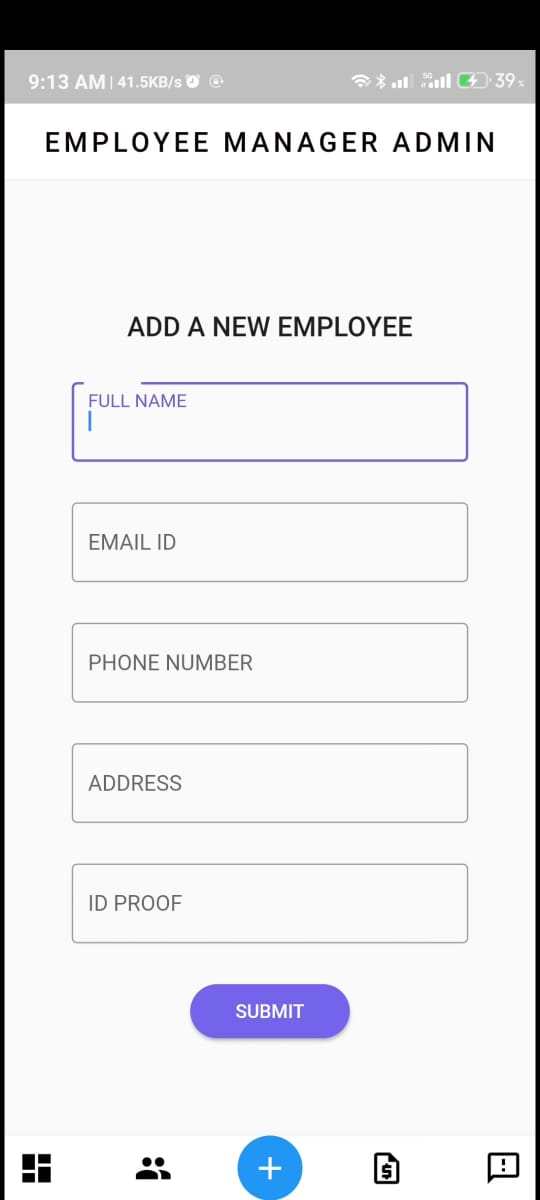 9:13 AM | 41.5KB/s 5G 39%
EMPLOYEE MANAGER ADMIN
ADD A NEW EMPLOYEE
FULL NAME
EMAIL ID
PHONE NUMBER
ADDRESS
ID PROOF
SUBMIT